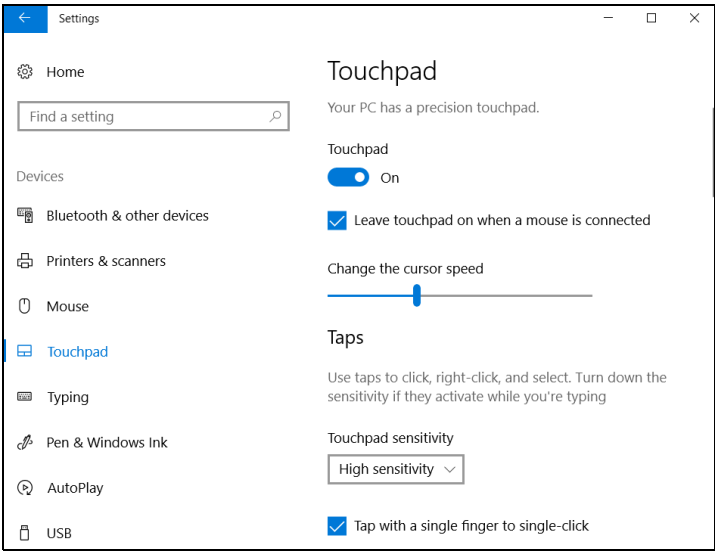 Settings
Home
Find a setting
Devices
Bluetooth & other devices
Printers & scanners
Mouse
Touchpad
Typing
Pen & Windows Ink
AutoPlay
USB
Touchpad
Your PC has a precision touchpad.
Touchpad
On
Leave touchpad on when a mouse is connected
Change the cursor speed
Taps
Use taps to click, right-click, and select. Turn down the
sensitivity if they activate while you're typing
Touchpad sensitivity
High sensitivity
Tap with a single finger to single-click